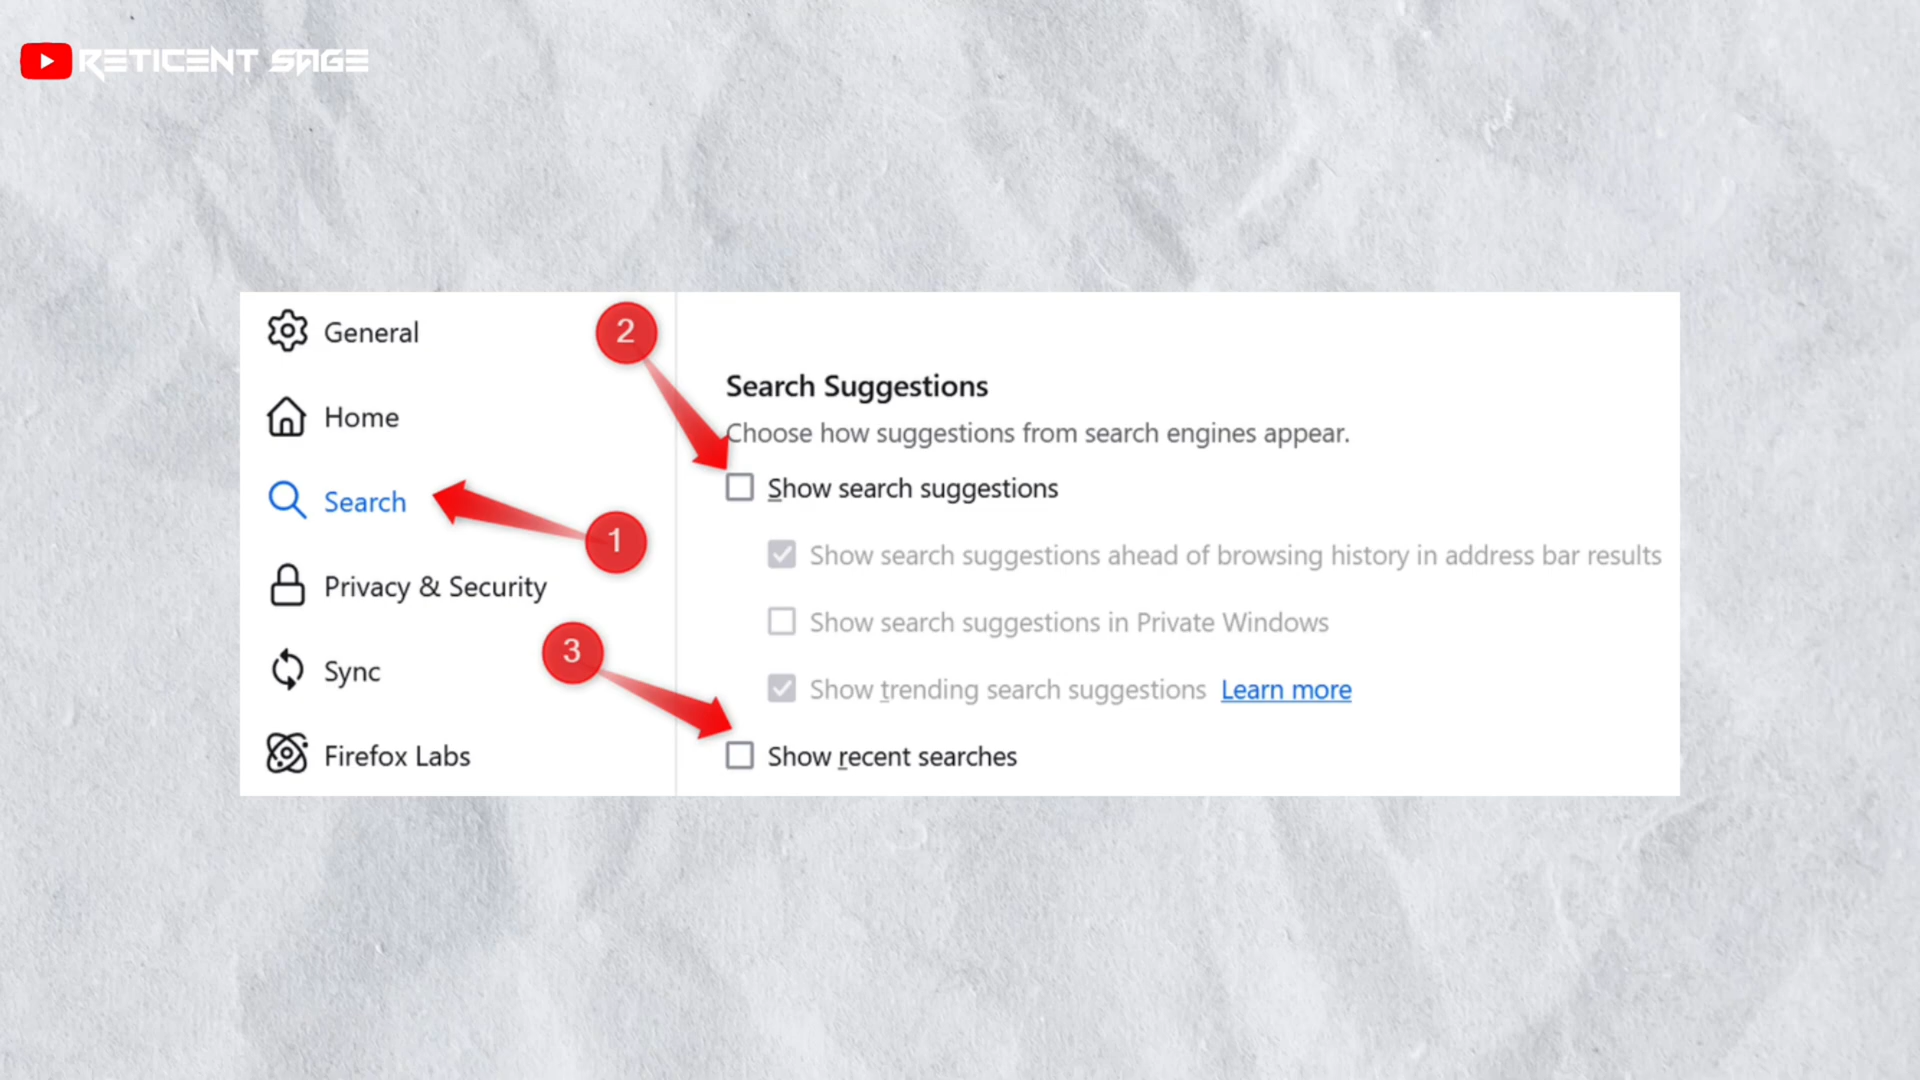 RETICENT SAGE
General
Home
Search
Privacy & Security
Sync
Firefox Labs
1
2
3
Search Suggestions
Choose how suggestions from search engines appear.
Show search suggestions
Show search suggestions ahead of browsing history in address bar results
Show search suggestions in Private Windows
Show trending search suggestions Learn more
Show recent searches